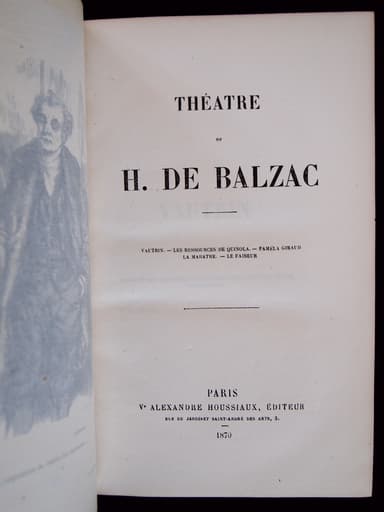 THÉATRE
DE
H. DE BALZAC
VAUTRIN. — LES RESSOURCES DE QUINOLA. — PAMÉLA GIRAUD
LA MARATRE. — LE FAISEUR
PARIS
Ve ALEXANDRE HOUSSIAUX, ÉDITEUR
RUE DU JARDINET SAINT-ANDRÉ DES ARTS, 3.
1870